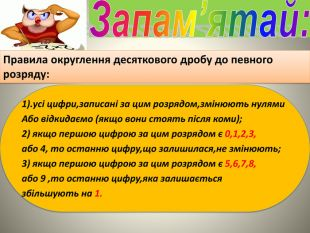 Запам'ятай:
Правила округлення десяткового дробу до певного
розряду:
1).усі цифри,записані за цим розрядом,змінюють нулями
Або відкидаємо (якщо вони стоять після коми);
2) якщо першою цифрою за цим розрядом є 0,1,2,3,
або 4, то останню цифру,що залишилася,не змінюють;
3) якщо першою цифрою за цим розрядом є 5,6,7,8,
або 9 ,то останню цифру,яка залишається
збільшують на 1.